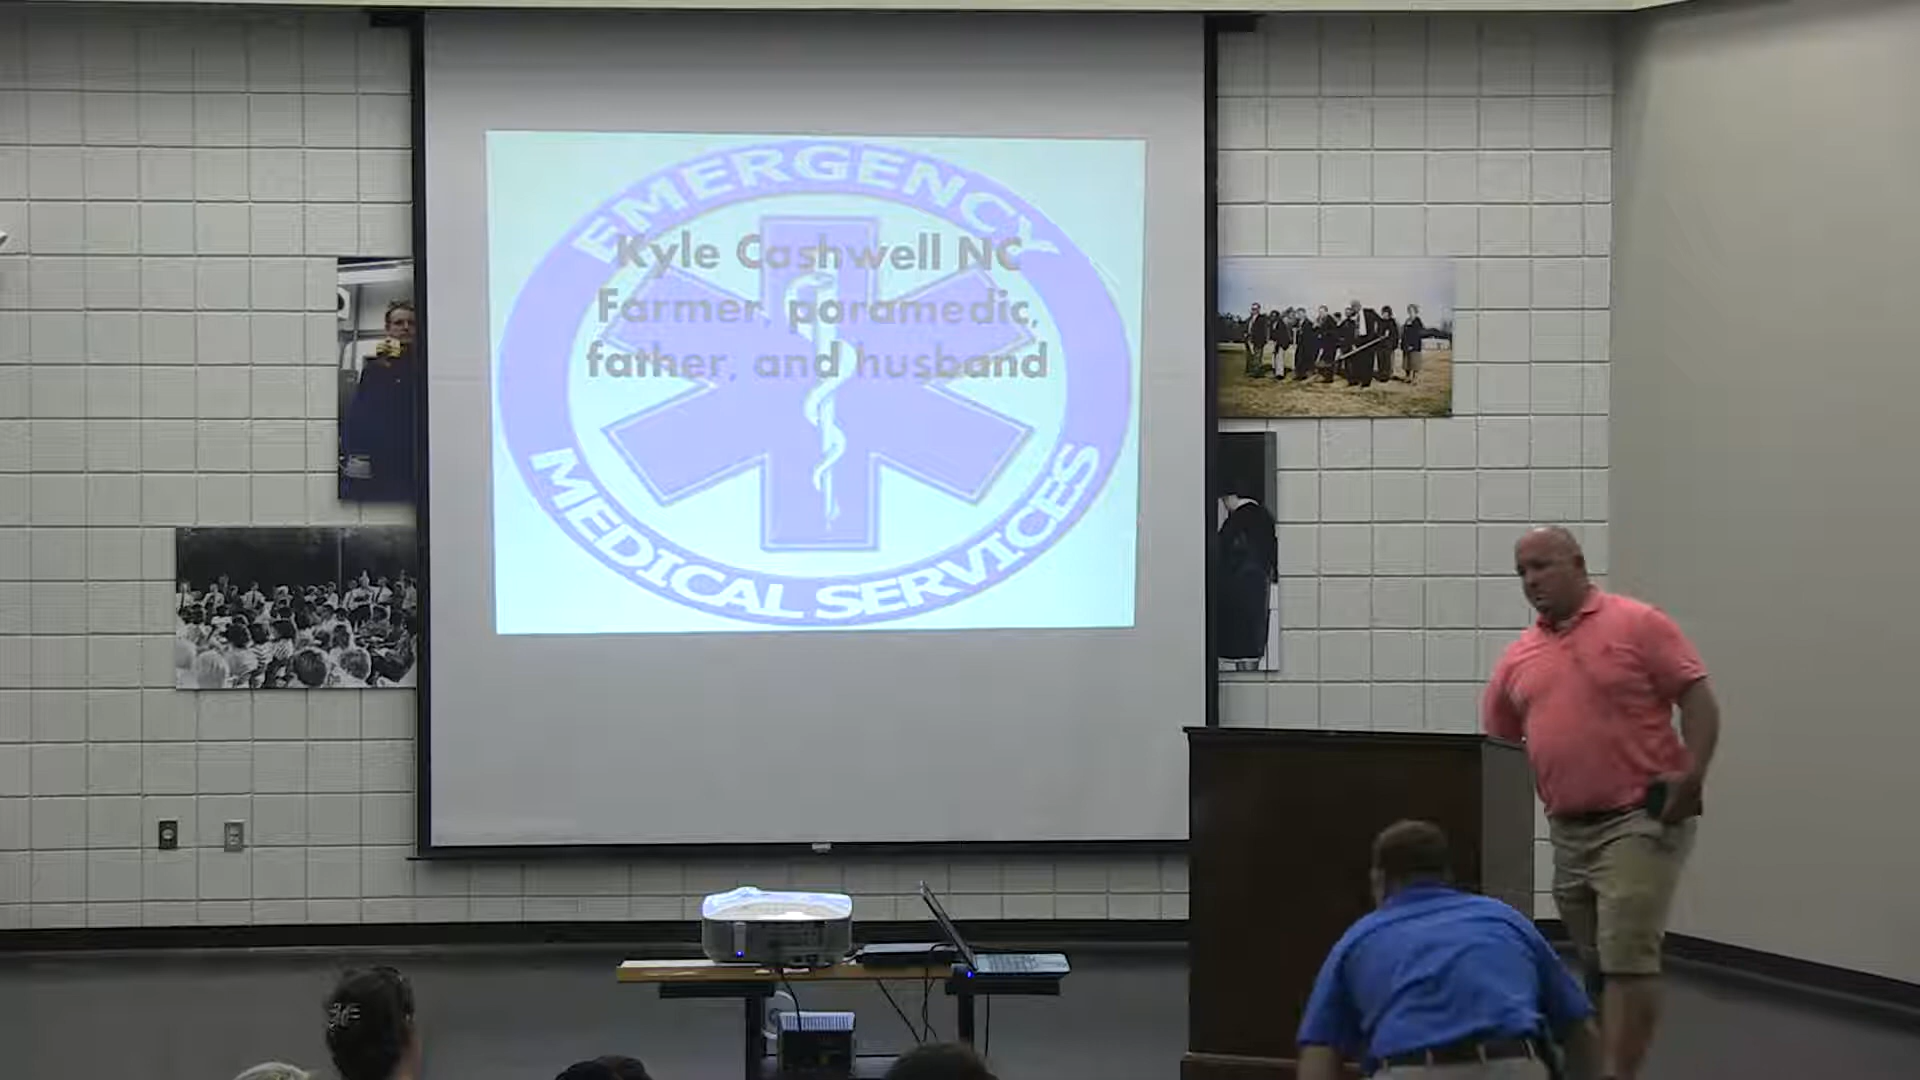 EMERGENCY
Kyle Cashwell NC
Farmer, paramedic,
father, and husband
MEDICAL SERVICES